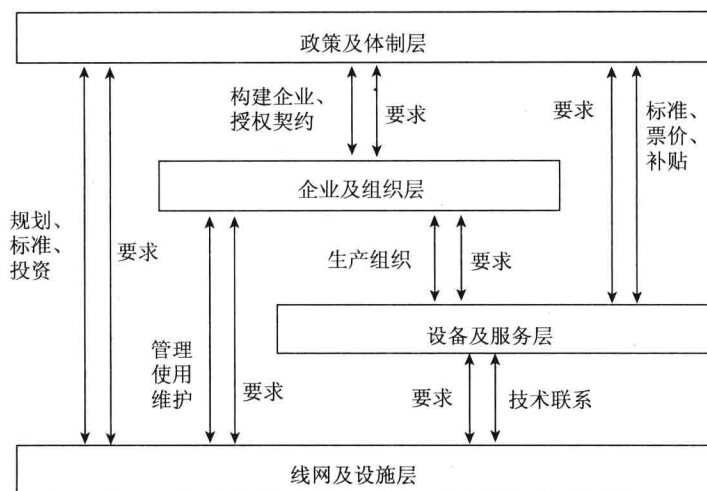 政策及体制层
构建企业、
授权契约
要求
要求
标准、
票价、
补贴
企业及组织层
规划、
标准、
投资
要求
生产组织
要求
设备及服务层
管理
使用
维护
要求
要求
技术联系
线网及设施层